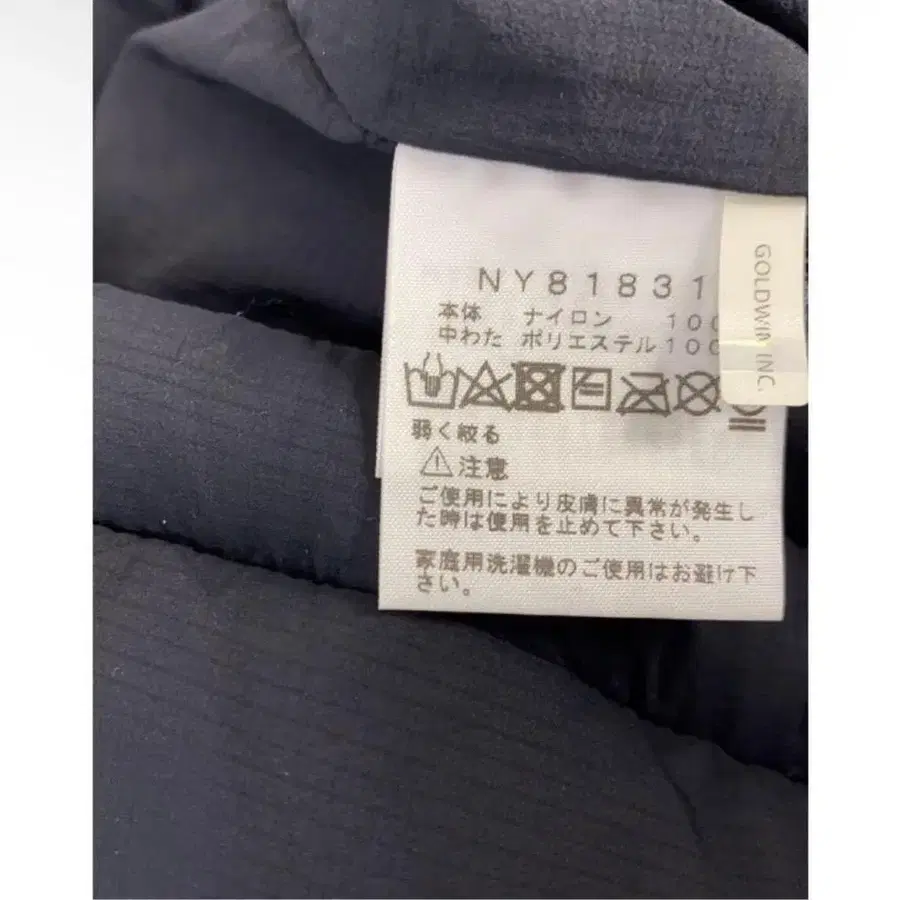 NY81831
本体 ナイロン 100
中わた ポリエステル 100
弱く絞る
注意
ご使用により皮膚に異常が発生し
た時は使用を止めて下さい。
家庭用洗濯機のご使用はお避け下
さい。
GOLDWIN INC.